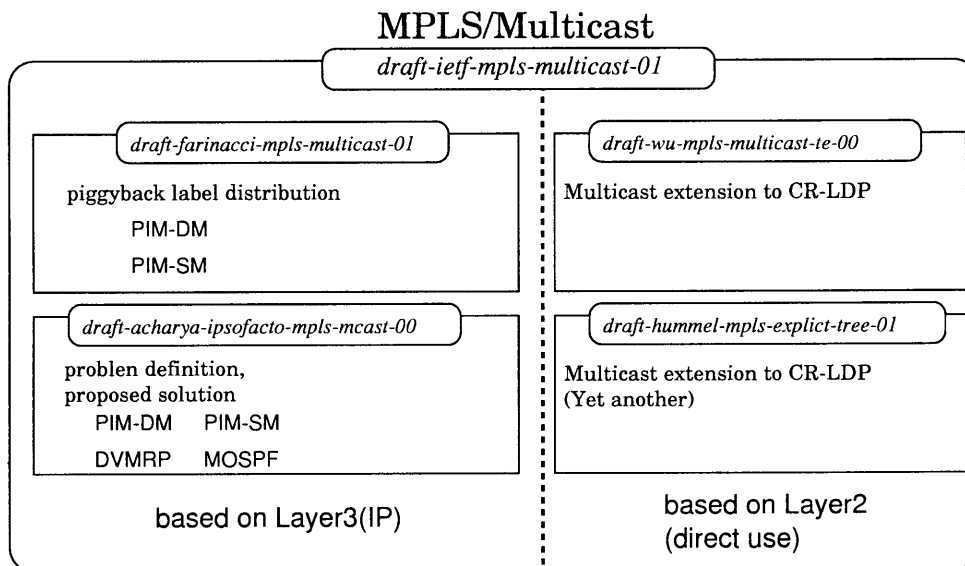 MPLS/Multicast
draft-ietf-mpls-multicast-01
draft-farinacci-mpls-multicast-01
piggyback label distribution
PIM-DM
PIM-SM
draft-acharya-ipsofacto-mpls-mcast-00
problen definition,
proposed solution
PIM-DM PIM-SM
DVMRP MOSPF
based on Layer3(IP)
draft-wu-mpls-multicast-te-00
Multicast extension to CR-LDP
draft-hummel-mpls-explict-tree-01
Multicast extension to CR-LDP
(Yet another)
based on Layer2
(direct use)